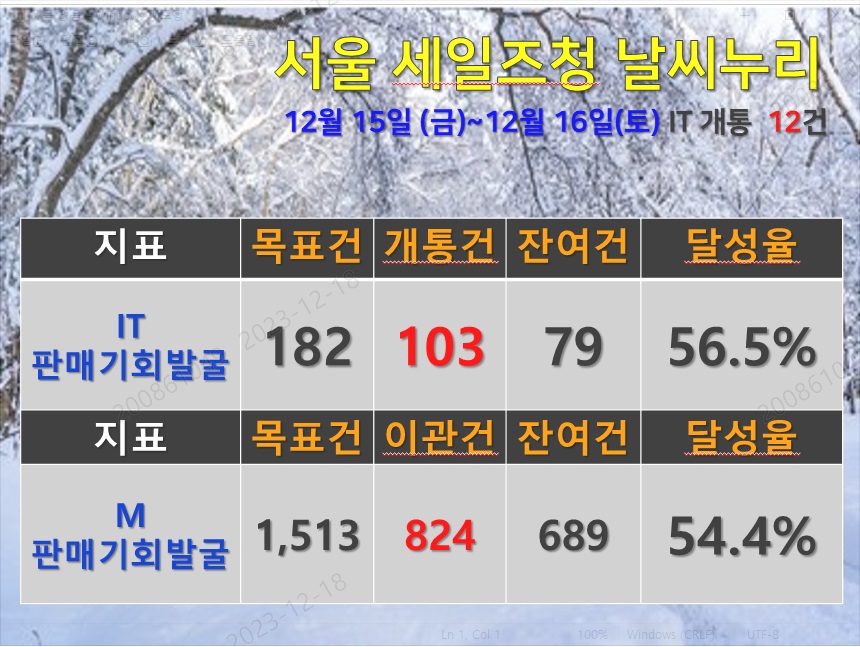 서울 세일즈청 날씨누리
12월 15일 (금)~12월 16일(토) IT 개통 12건
지표 목표건 개통건 잔여건 달성율
IT
판매기회발굴 182 103 79 56.5%
지표 목표건 이관건 잔여건 달성율
M
판매기회발굴 1,513 824 689 54.4%
2023-12-18
2023-12-18
Ln 1, Col 1 100% Windows (CRLF) UTF-8